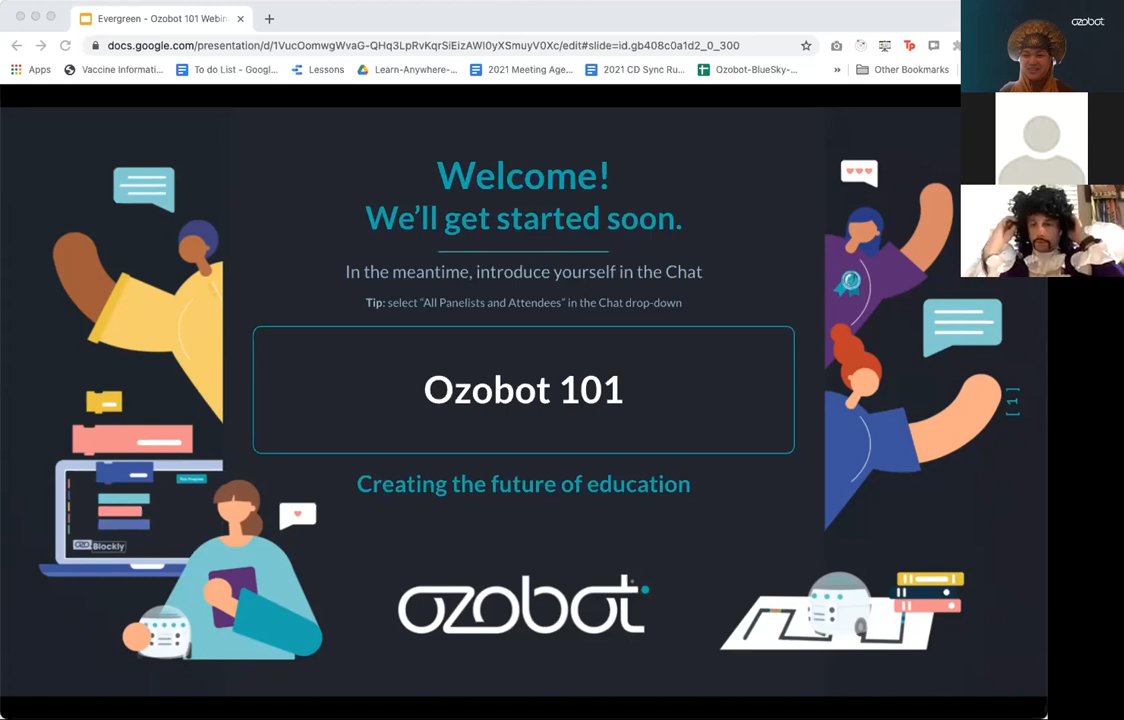 Evergreen - Ozobot 101 Webin
docs.google.com/presentation/d/1VucOomwgWvaG-QHq3LpRvKqrSiEizAWl0yXSmuyV0Xc/edit#slide=id.gb408c0a1d2_0_300
Apps
Vaccine Informati...
To do List - Googl...
Lessons
Learn-Anywhere-...
2021 Meeting Age...
2021 CD Sync Ru...
Ozobot-BlueSky-...
»
Other Bookmarks
ozobot
Welcome!
We'll get started soon.
In the meantime, introduce yourself in the Chat
Tip: select "All Panelists and Attendees" in the Chat drop-down
Ozobot 101
[ 1 ]
Creating the future of education
OZO Blockly
ozobot